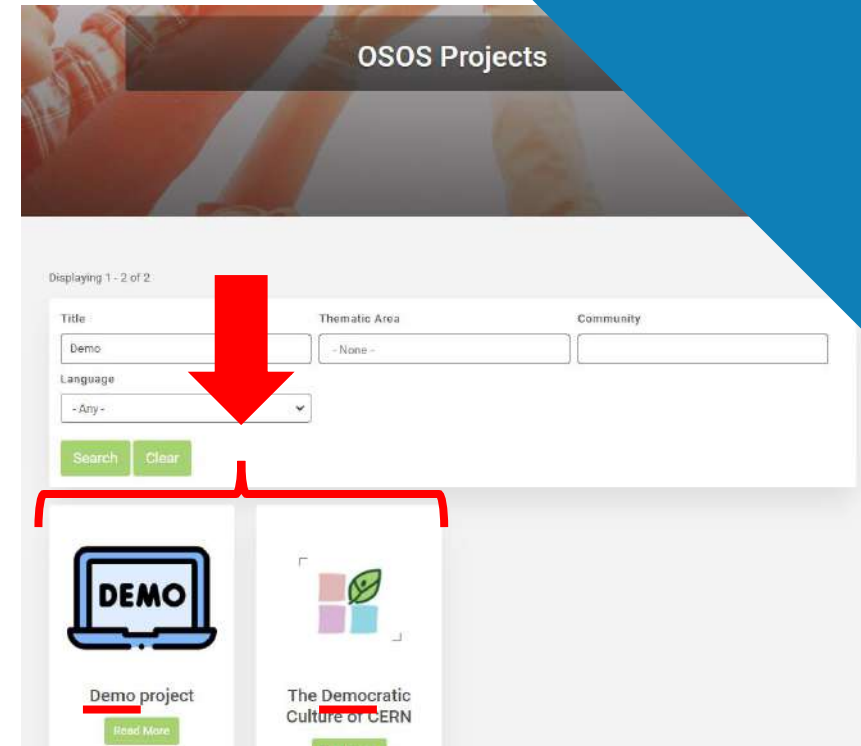 OSOS Projects
Displaying 1 - 2 of 2
Title
Thematic Area
Community
Demo
- None -
Language
- Any -
Search
Clear
DEMO
Demo project
The Democratic
Culture of CERN
Read More